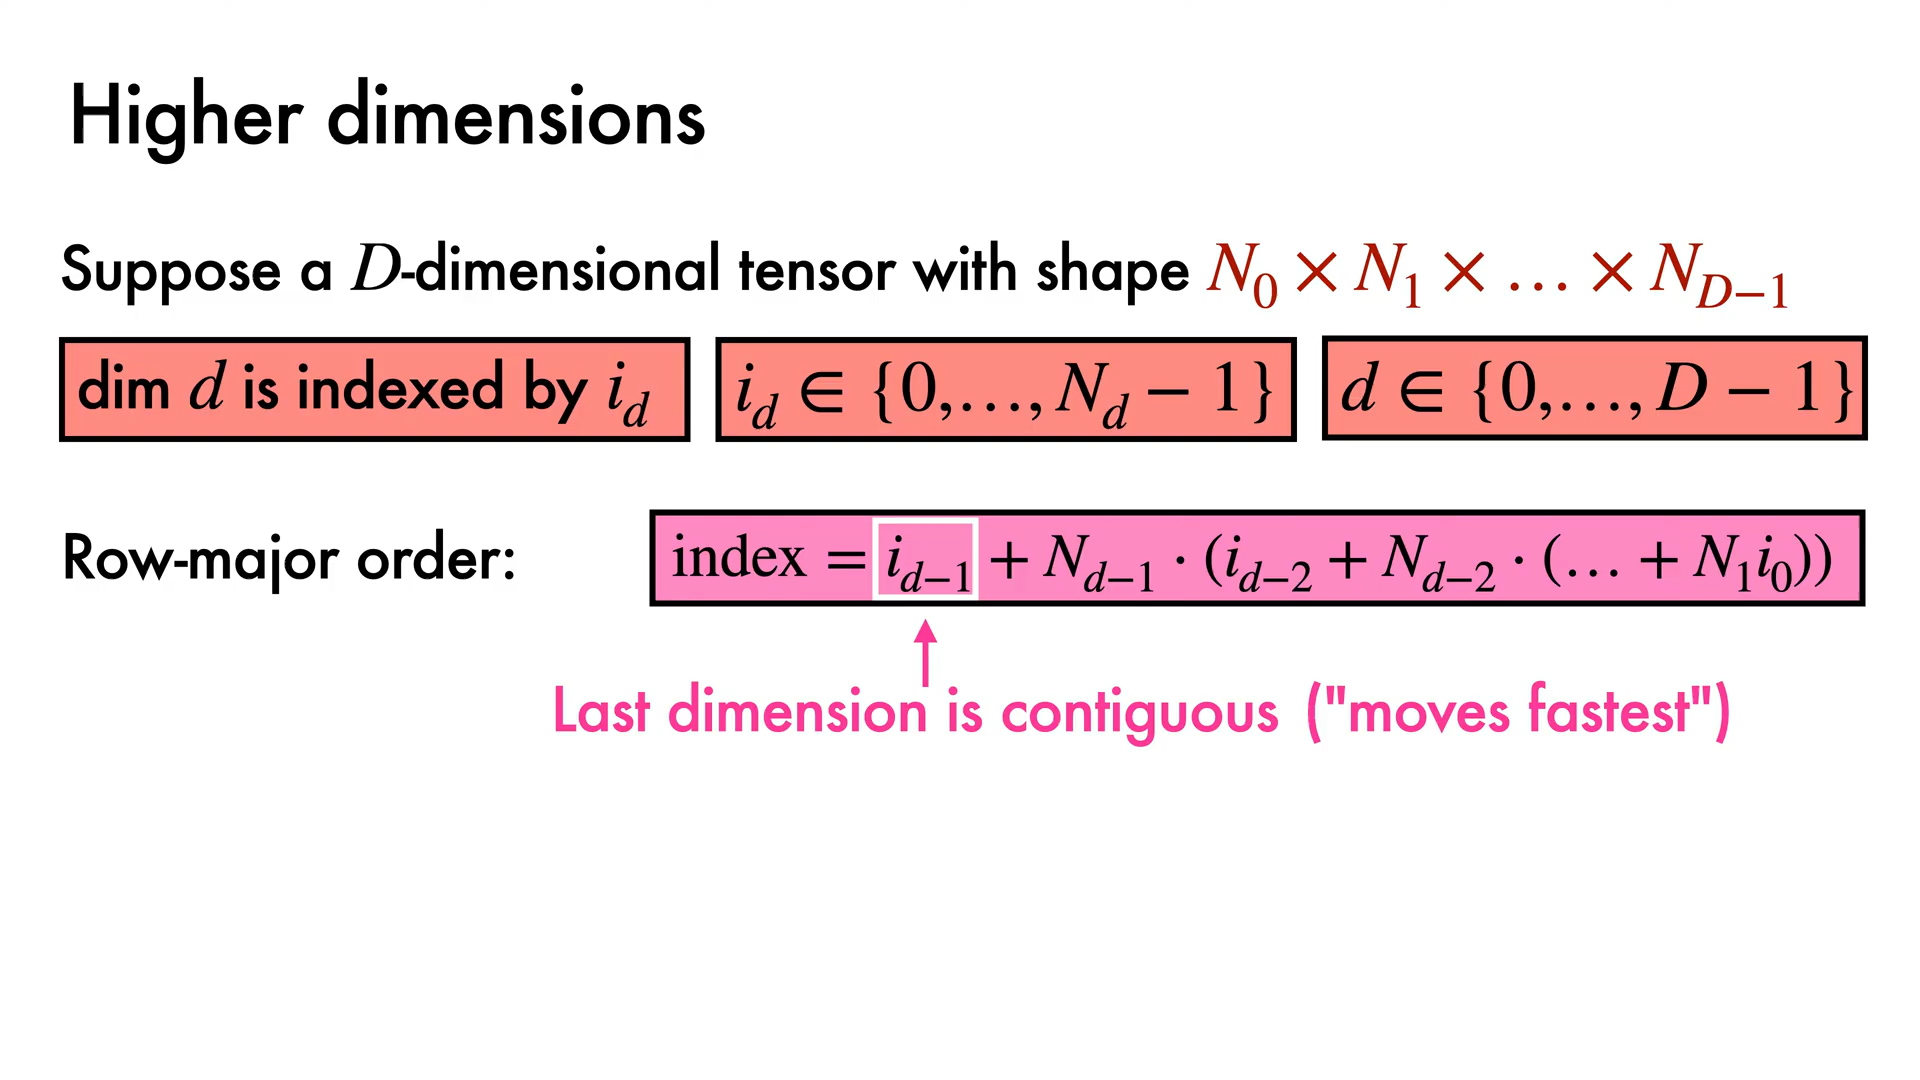 Higher dimensions
Suppose a D-dimensional tensor with shape N₀ × N₁ × … × N_{D−1}
dim d is indexed by i_d
i_d ∈ {0,…, N_d − 1}
d ∈ {0,…, D − 1}
Row-major order:
index = i_{d−1} + N_{d−1} · (i_{d−2} + N_{d−2} · (… + N₁i₀))
Last dimension is contiguous ("moves fastest")